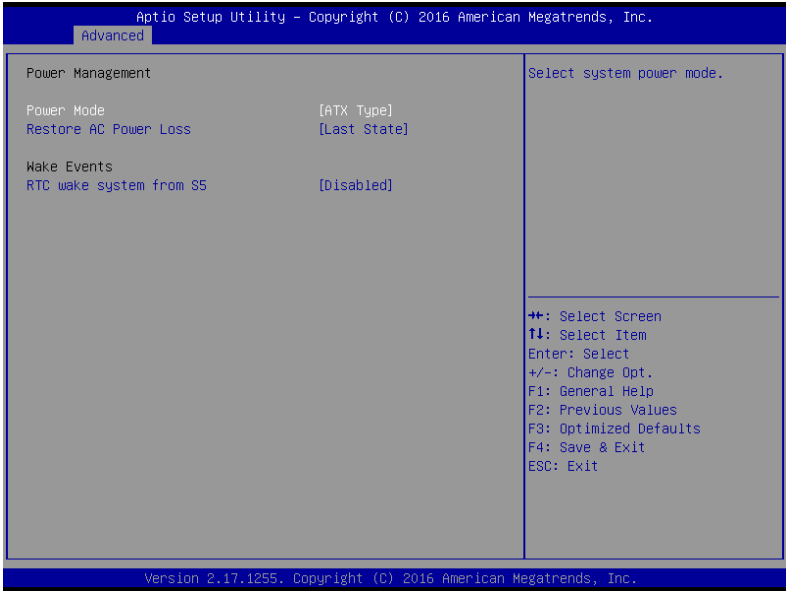 Aptio Setup Utility – Copyright (C) 2016 American Megatrends, Inc.
Advanced
Power Management
Power Mode [ATX Type]
Restore AC Power Loss [Last State]
Wake Events
RTC wake system from S5 [Disabled]
Select system power mode.
→←: Select Screen
↑↓: Select Item
Enter: Select
+/-: Change Opt.
F1: General Help
F2: Previous Values
F3: Optimized Defaults
F4: Save & Exit
ESC: Exit
Version 2.17.1255. Copyright (C) 2016 American Megatrends, Inc.